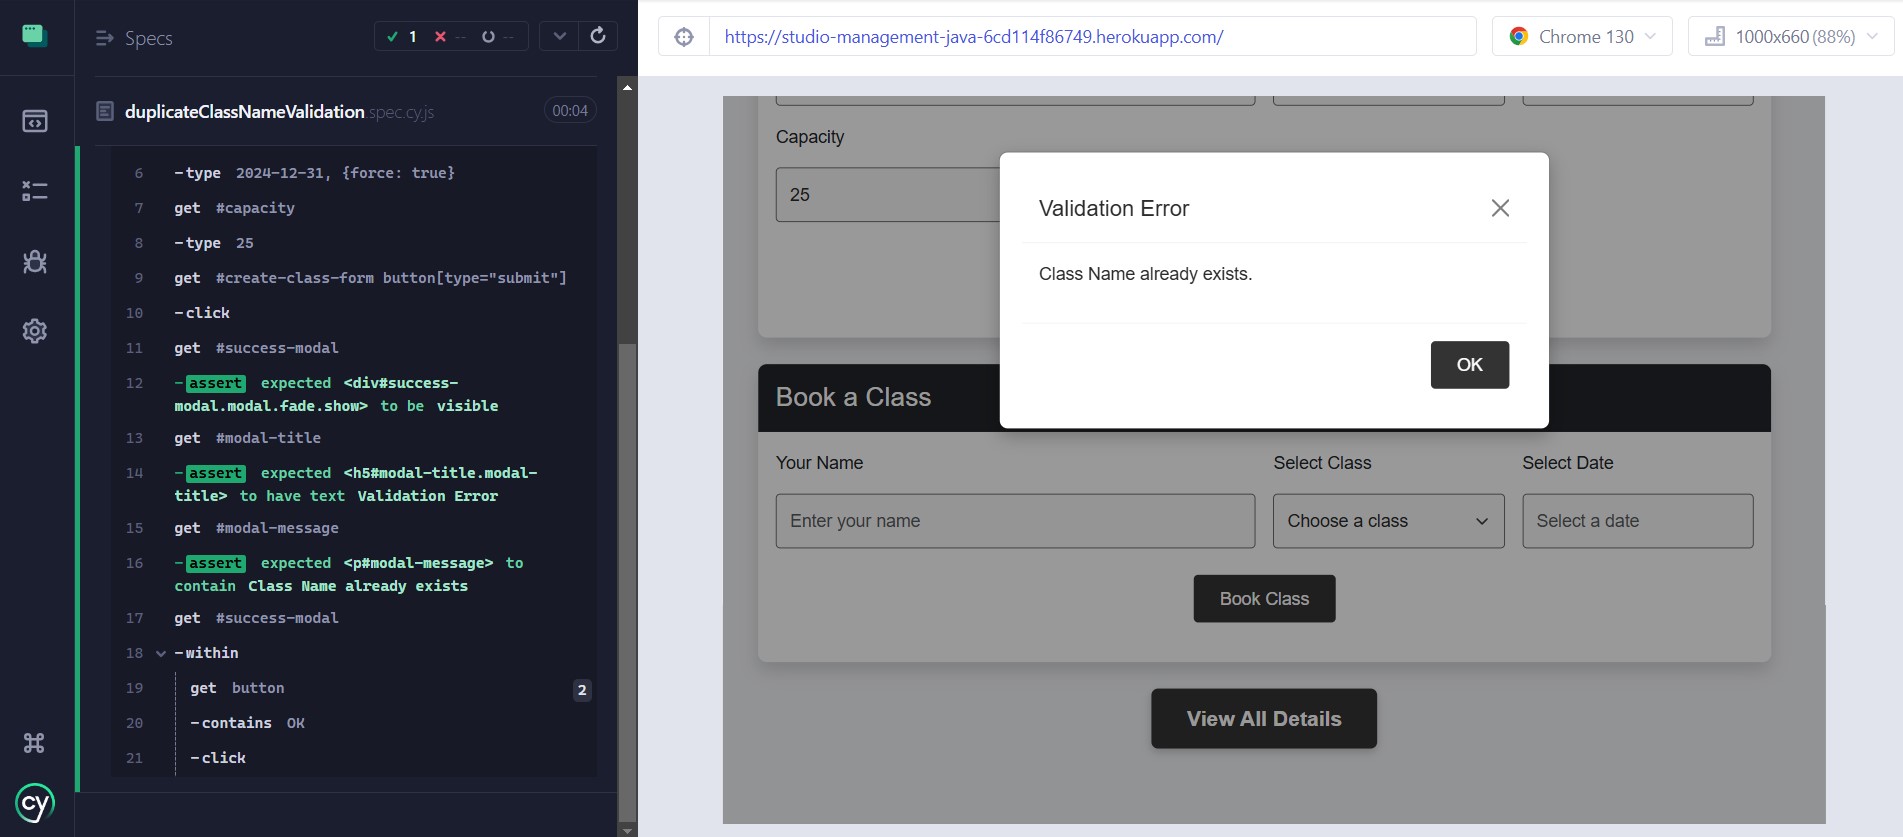 Specs
1 -- --
duplicateClassNameValidation.spec.cy.js 00:04
6 -type 2024-12-31, {force: true}
7 get #capacity
8 -type 25
9 get #create-class-form button[type="submit"]
10 -click
11 get #success-modal
12 -assert expected <div#success-
modal.modal.fade.show> to be visible
13 get #modal-title
14 -assert expected <h5#modal-title.modal-
title> to have text Validation Error
15 get #modal-message
16 -assert expected <p#modal-message> to
contain Class Name already exists
17 get #success-modal
18 -within
19 get button 2
20 -contains OK
21 -click
cy
https://studio-management-java-6cd114f86749.herokuapp.com/
Chrome 130
1000x660 (88%)
Capacity
25
Validation Error
Class Name already exists.
OK
Book a Class
Your Name Select Class Select Date
Enter your name Choose a class Select a date
Book Class
View All Details